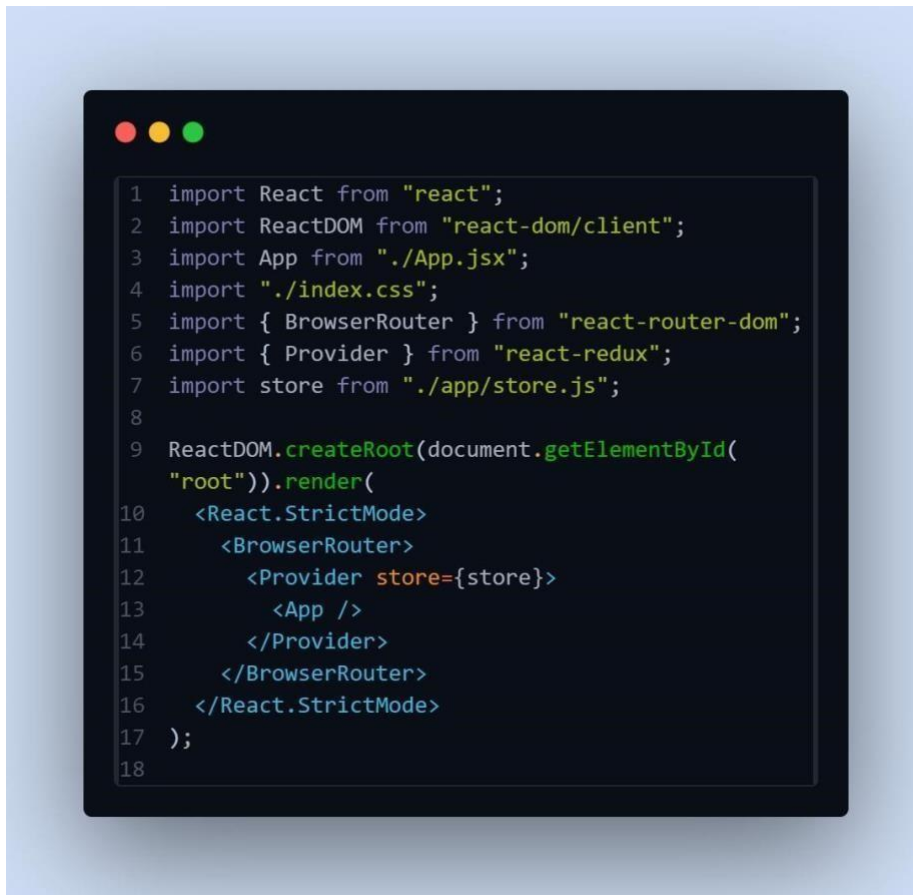 1 import React from "react";
2 import ReactDOM from "react-dom/client";
3 import App from "./App.jsx";
4 import "./index.css";
5 import { BrowserRouter } from "react-router-dom";
6 import { Provider } from "react-redux";
7 import store from "./app/store.js";
8
9 ReactDOM.createRoot(document.getElementById(
"root")).render(
10   <React.StrictMode>
11     <BrowserRouter>
12       <Provider store={store}>
13         <App />
14       </Provider>
15     </BrowserRouter>
16   </React.StrictMode>
17 );
18